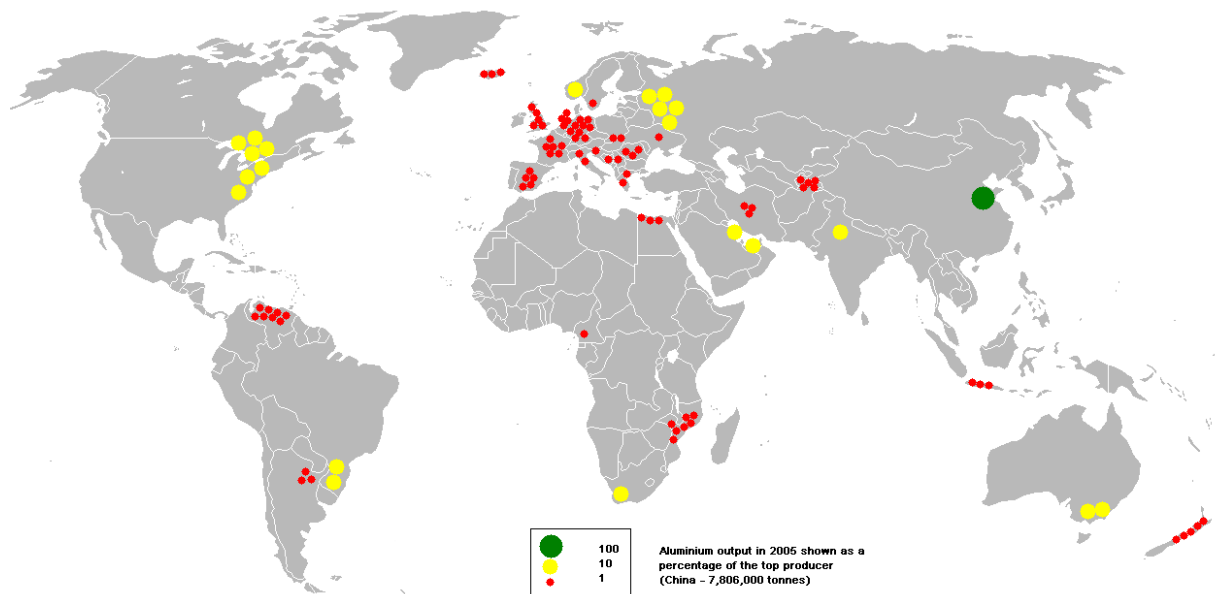 100
10
1
Aluminium output in 2005 shown as a
percentage of the top producer
(China - 7,806,000 tonnes)